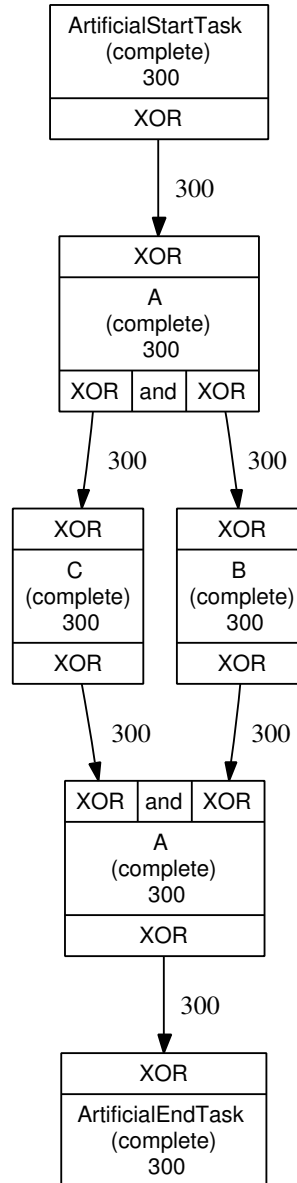 ArtificialStartTask
(complete)
300
XOR
300
XOR
A
(complete)
300
XOR and XOR
300 300
XOR
C
(complete)
300
XOR
XOR
B
(complete)
300
XOR
300 300
XOR and XOR
A
(complete)
300
XOR
300
XOR
ArtificialEndTask
(complete)
300